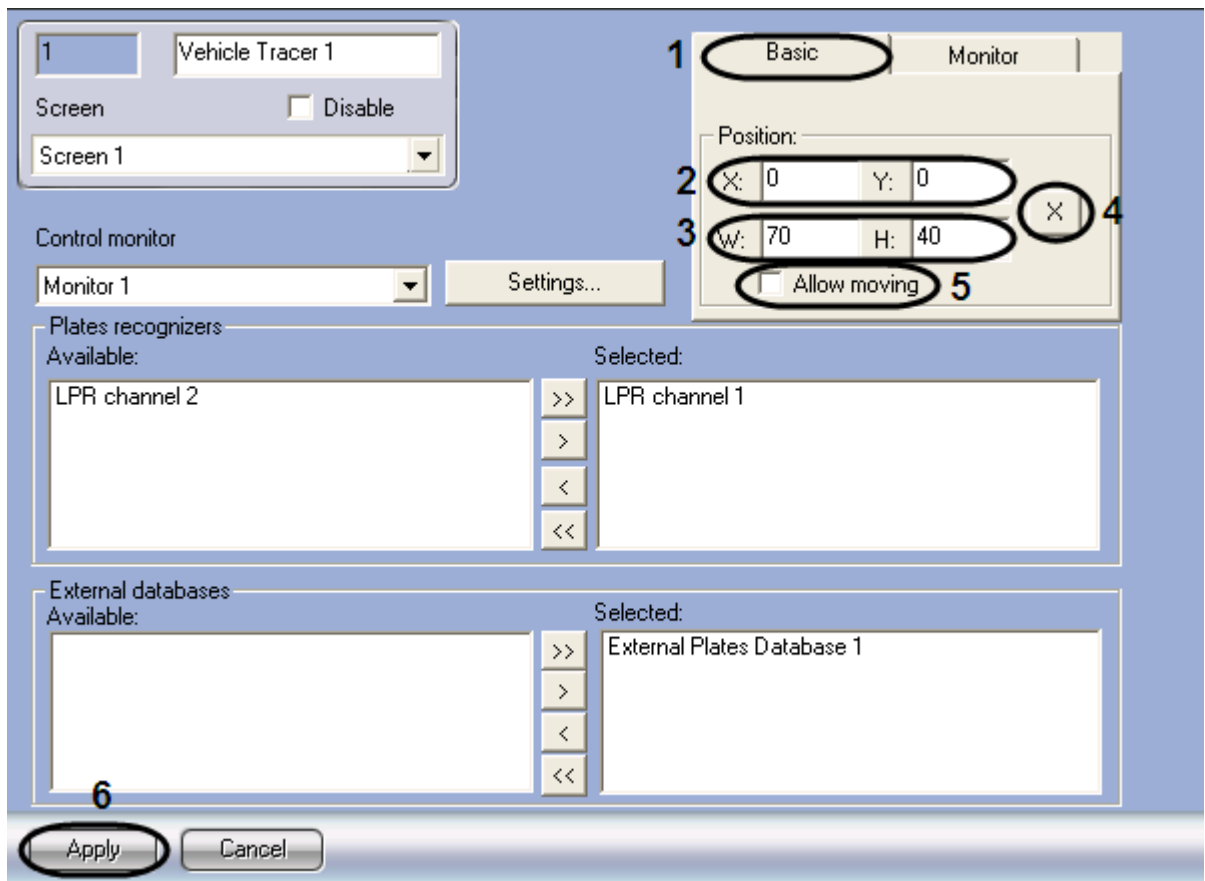 1 Vehicle Tracer 1
Screen Disable
Screen 1
Control monitor
Monitor 1 Settings...
1 Basic Monitor
Position:
2 X: 0 Y: 0
3 W: 70 H: 40
X 4
Allow moving 5
Plates recognizers
Available: Selected:
LPR channel 2 >> LPR channel 1
>
<
<<
External databases
Available: Selected:
>> External Plates Database 1
>
<
<<
6
Apply Cancel